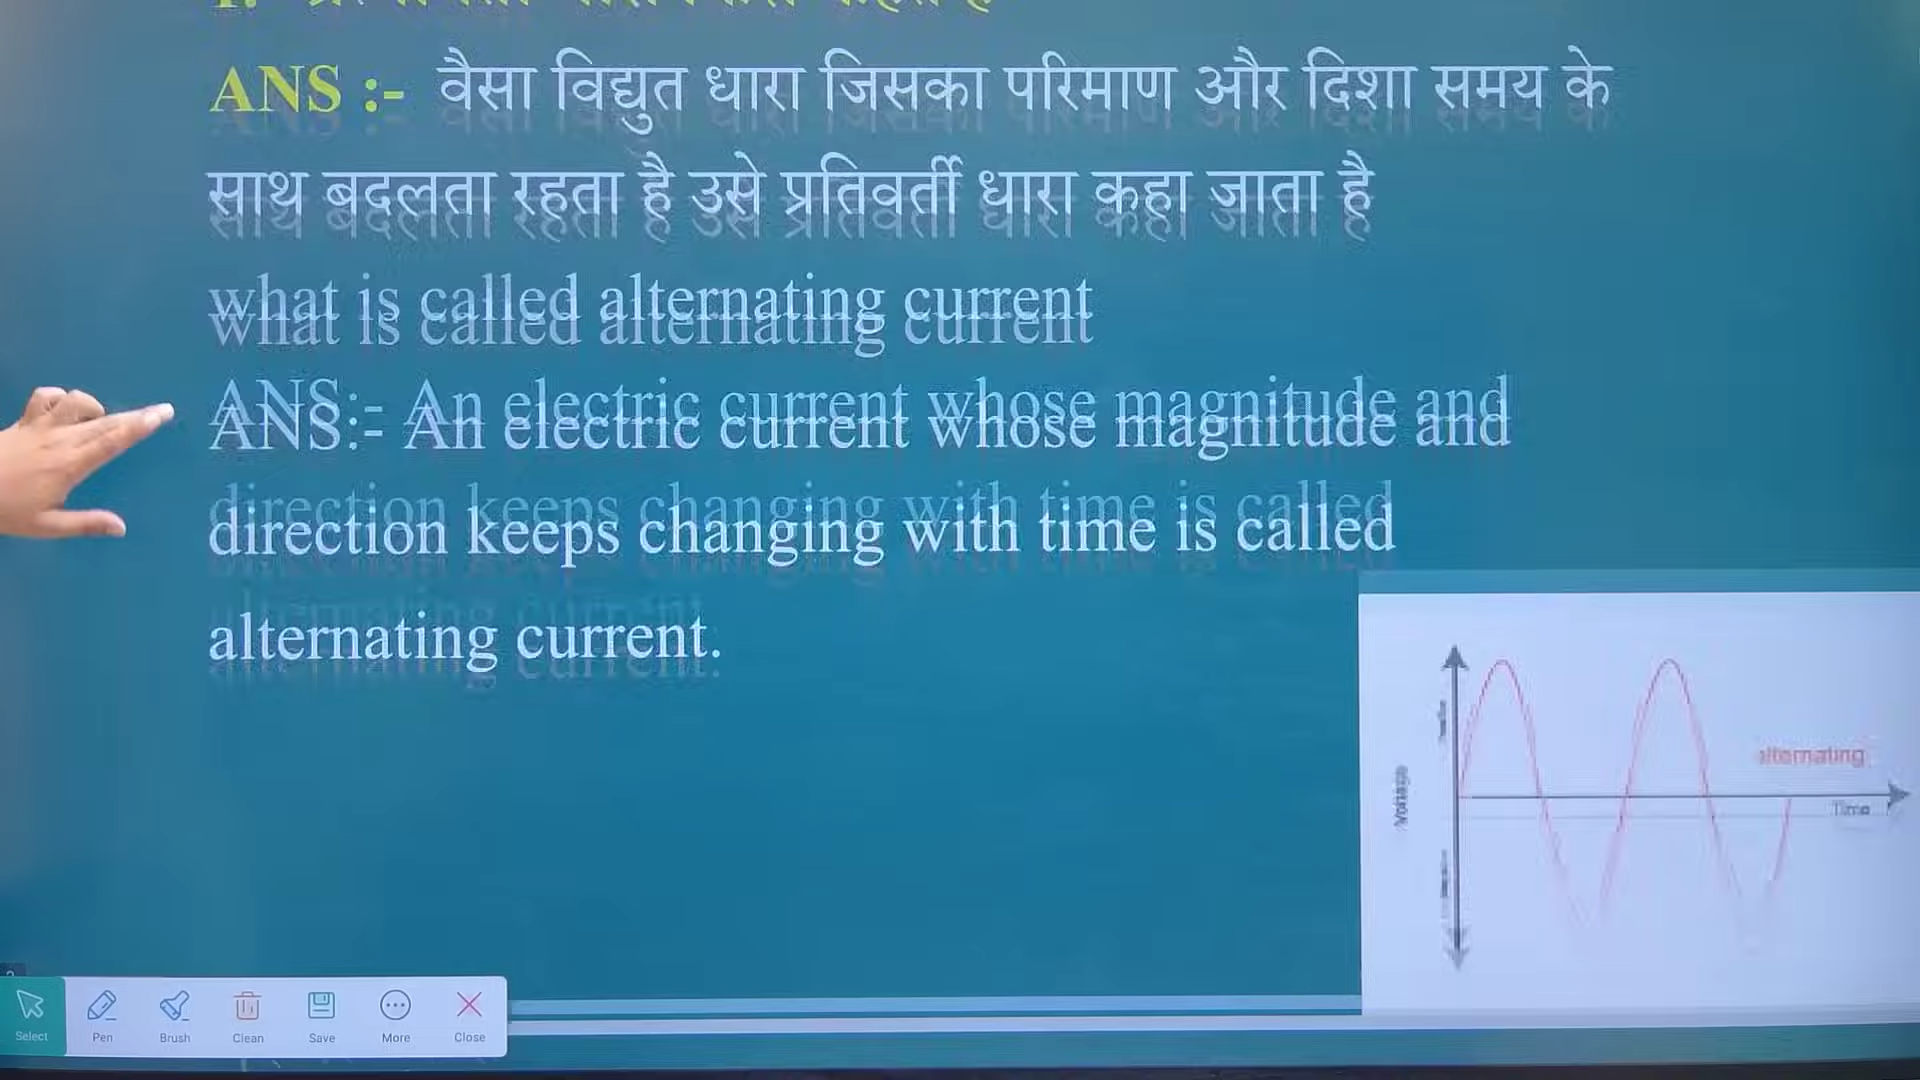 ANS :- वैसा विद्युत धारा जिसका परिमाण और दिशा समय के
साथ बदलता रहता है उसे प्रतिवर्ती धारा कहा जाता है
what is called alternating current
ANS:- An electric current whose magnitude and
direction keeps changing with time is called
alternating current.
alternating
Voltage
Time
Select Pen Brush Clean Save More Close